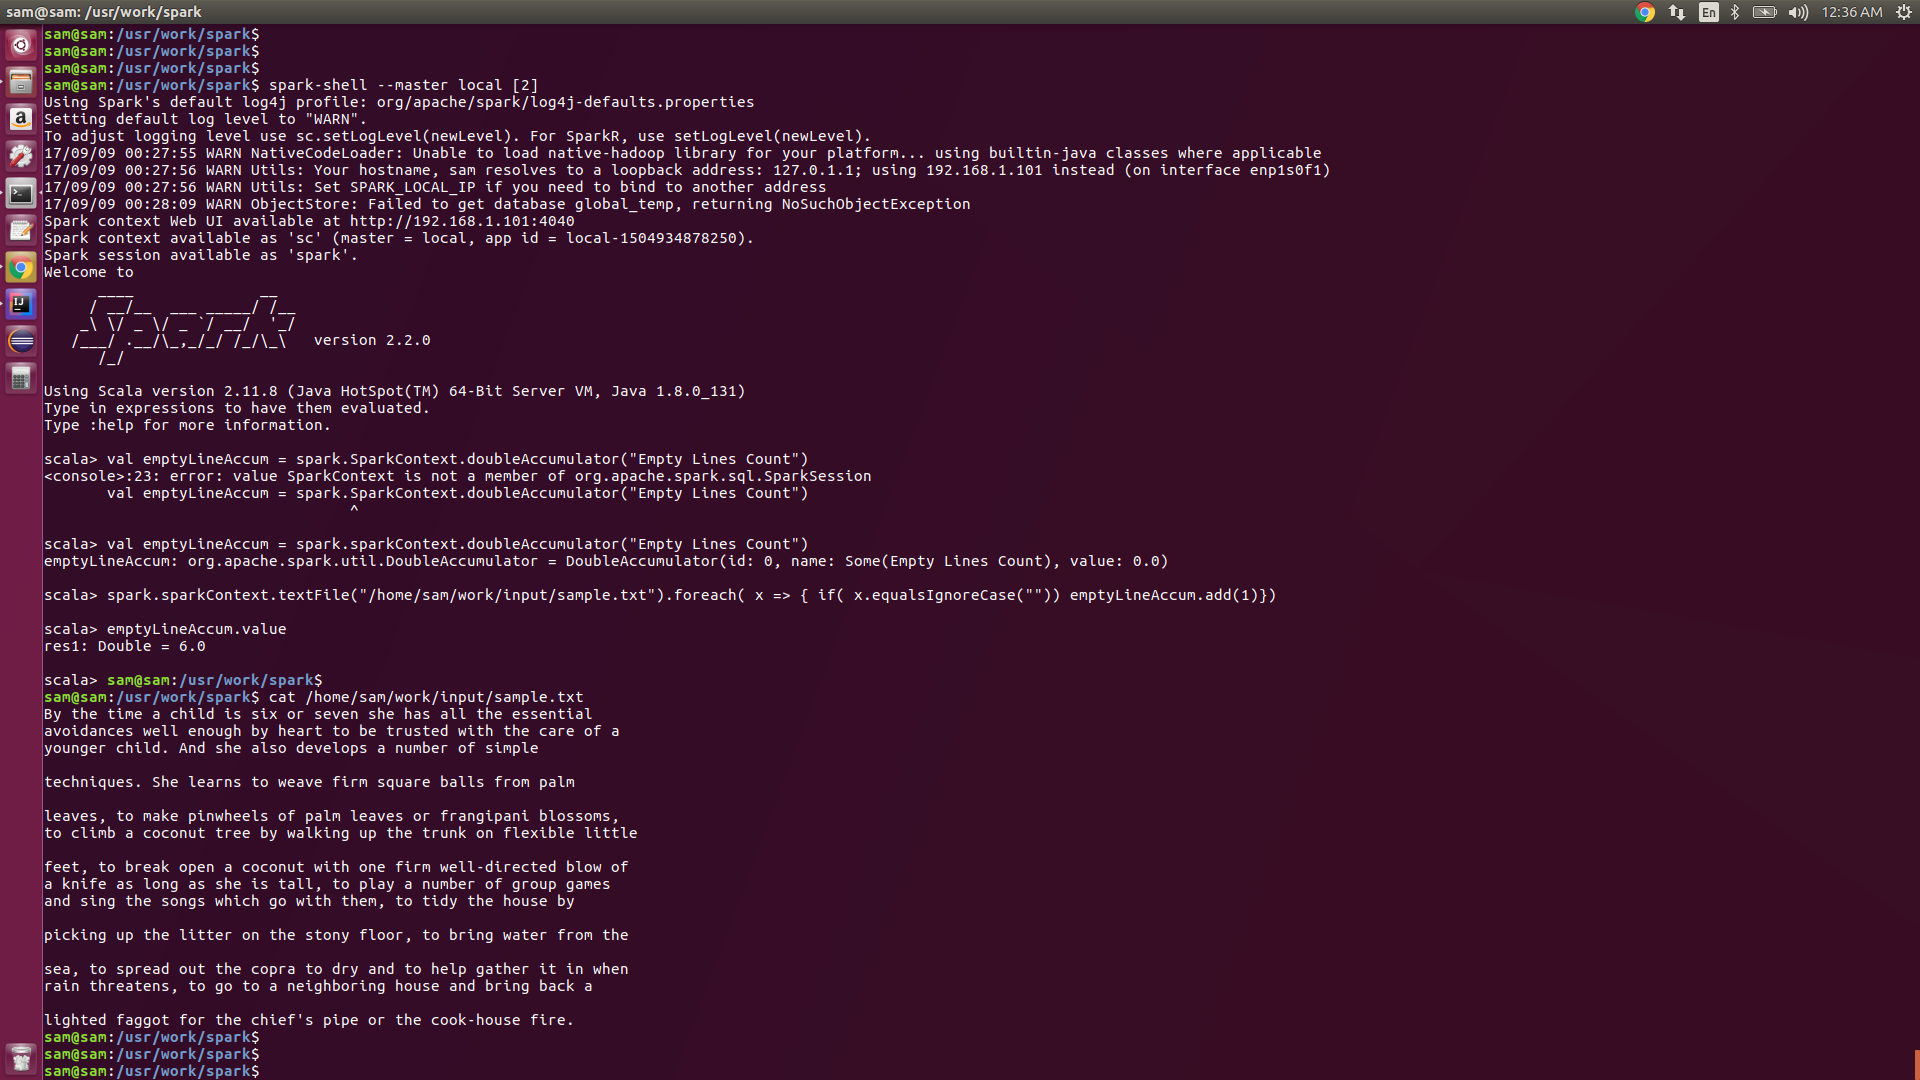 sam@sam: /usr/work/spark
En
12:36 AM
sam@sam:/usr/work/spark$
sam@sam:/usr/work/spark$
sam@sam:/usr/work/spark$
sam@sam:/usr/work/spark$ spark-shell --master local [2]
Using Spark's default log4j profile: org/apache/spark/log4j-defaults.properties
Setting default log level to "WARN".
To adjust logging level use sc.setLogLevel(newLevel). For SparkR, use setLogLevel(newLevel).
17/09/09 00:27:55 WARN NativeCodeLoader: Unable to load native-hadoop library for your platform... using builtin-java classes where applicable
17/09/09 00:27:56 WARN Utils: Your hostname, sam resolves to a loopback address: 127.0.1.1; using 192.168.1.101 instead (on interface enp1s0f1)
17/09/09 00:27:56 WARN Utils: Set SPARK_LOCAL_IP if you need to bind to another address
17/09/09 00:28:09 WARN ObjectStore: Failed to get database global_temp, returning NoSuchObjectException
Spark context Web UI available at http://192.168.1.101:4040
Spark context available as 'sc' (master = local, app id = local-1504934878250).
Spark session available as 'spark'.
Welcome to
      ____              __
     / __/__  ___ _____/ /__
    _\ \/ _ \/ _ `/ __/  '_/
   /___/ .__/\_,_/_/ /_/\_\   version 2.2.0
      /_/
Using Scala version 2.11.8 (Java HotSpot(TM) 64-Bit Server VM, Java 1.8.0_131)
Type in expressions to have them evaluated.
Type :help for more information.
scala> val emptyLineAccum = spark.SparkContext.doubleAccumulator("Empty Lines Count")
<console>:23: error: value SparkContext is not a member of org.apache.spark.sql.SparkSession
       val emptyLineAccum = spark.SparkContext.doubleAccumulator("Empty Lines Count")
                                  ^
scala> val emptyLineAccum = spark.sparkContext.doubleAccumulator("Empty Lines Count")
emptyLineAccum: org.apache.spark.util.DoubleAccumulator = DoubleAccumulator(id: 0, name: Some(Empty Lines Count), value: 0.0)
scala> spark.sparkContext.textFile("/home/sam/work/input/sample.txt").foreach( x => { if( x.equalsIgnoreCase("")) emptyLineAccum.add(1)})
scala> emptyLineAccum.value
res1: Double = 6.0
scala> sam@sam:/usr/work/spark$
sam@sam:/usr/work/spark$ cat /home/sam/work/input/sample.txt
By the time a child is six or seven she has all the essential
avoidances well enough by heart to be trusted with the care of a
younger child. And she also develops a number of simple
techniques. She learns to weave firm square balls from palm
leaves, to make pinwheels of palm leaves or frangipani blossoms,
to climb a coconut tree by walking up the trunk on flexible little
feet, to break open a coconut with one firm well-directed blow of
a knife as long as she is tall, to play a number of group games
and sing the songs which go with them, to tidy the house by
picking up the litter on the stony floor, to bring water from the
sea, to spread out the copra to dry and to help gather it in when
rain threatens, to go to a neighboring house and bring back a
lighted faggot for the chief's pipe or the cook-house fire.
sam@sam:/usr/work/spark$
sam@sam:/usr/work/spark$
sam@sam:/usr/work/spark$